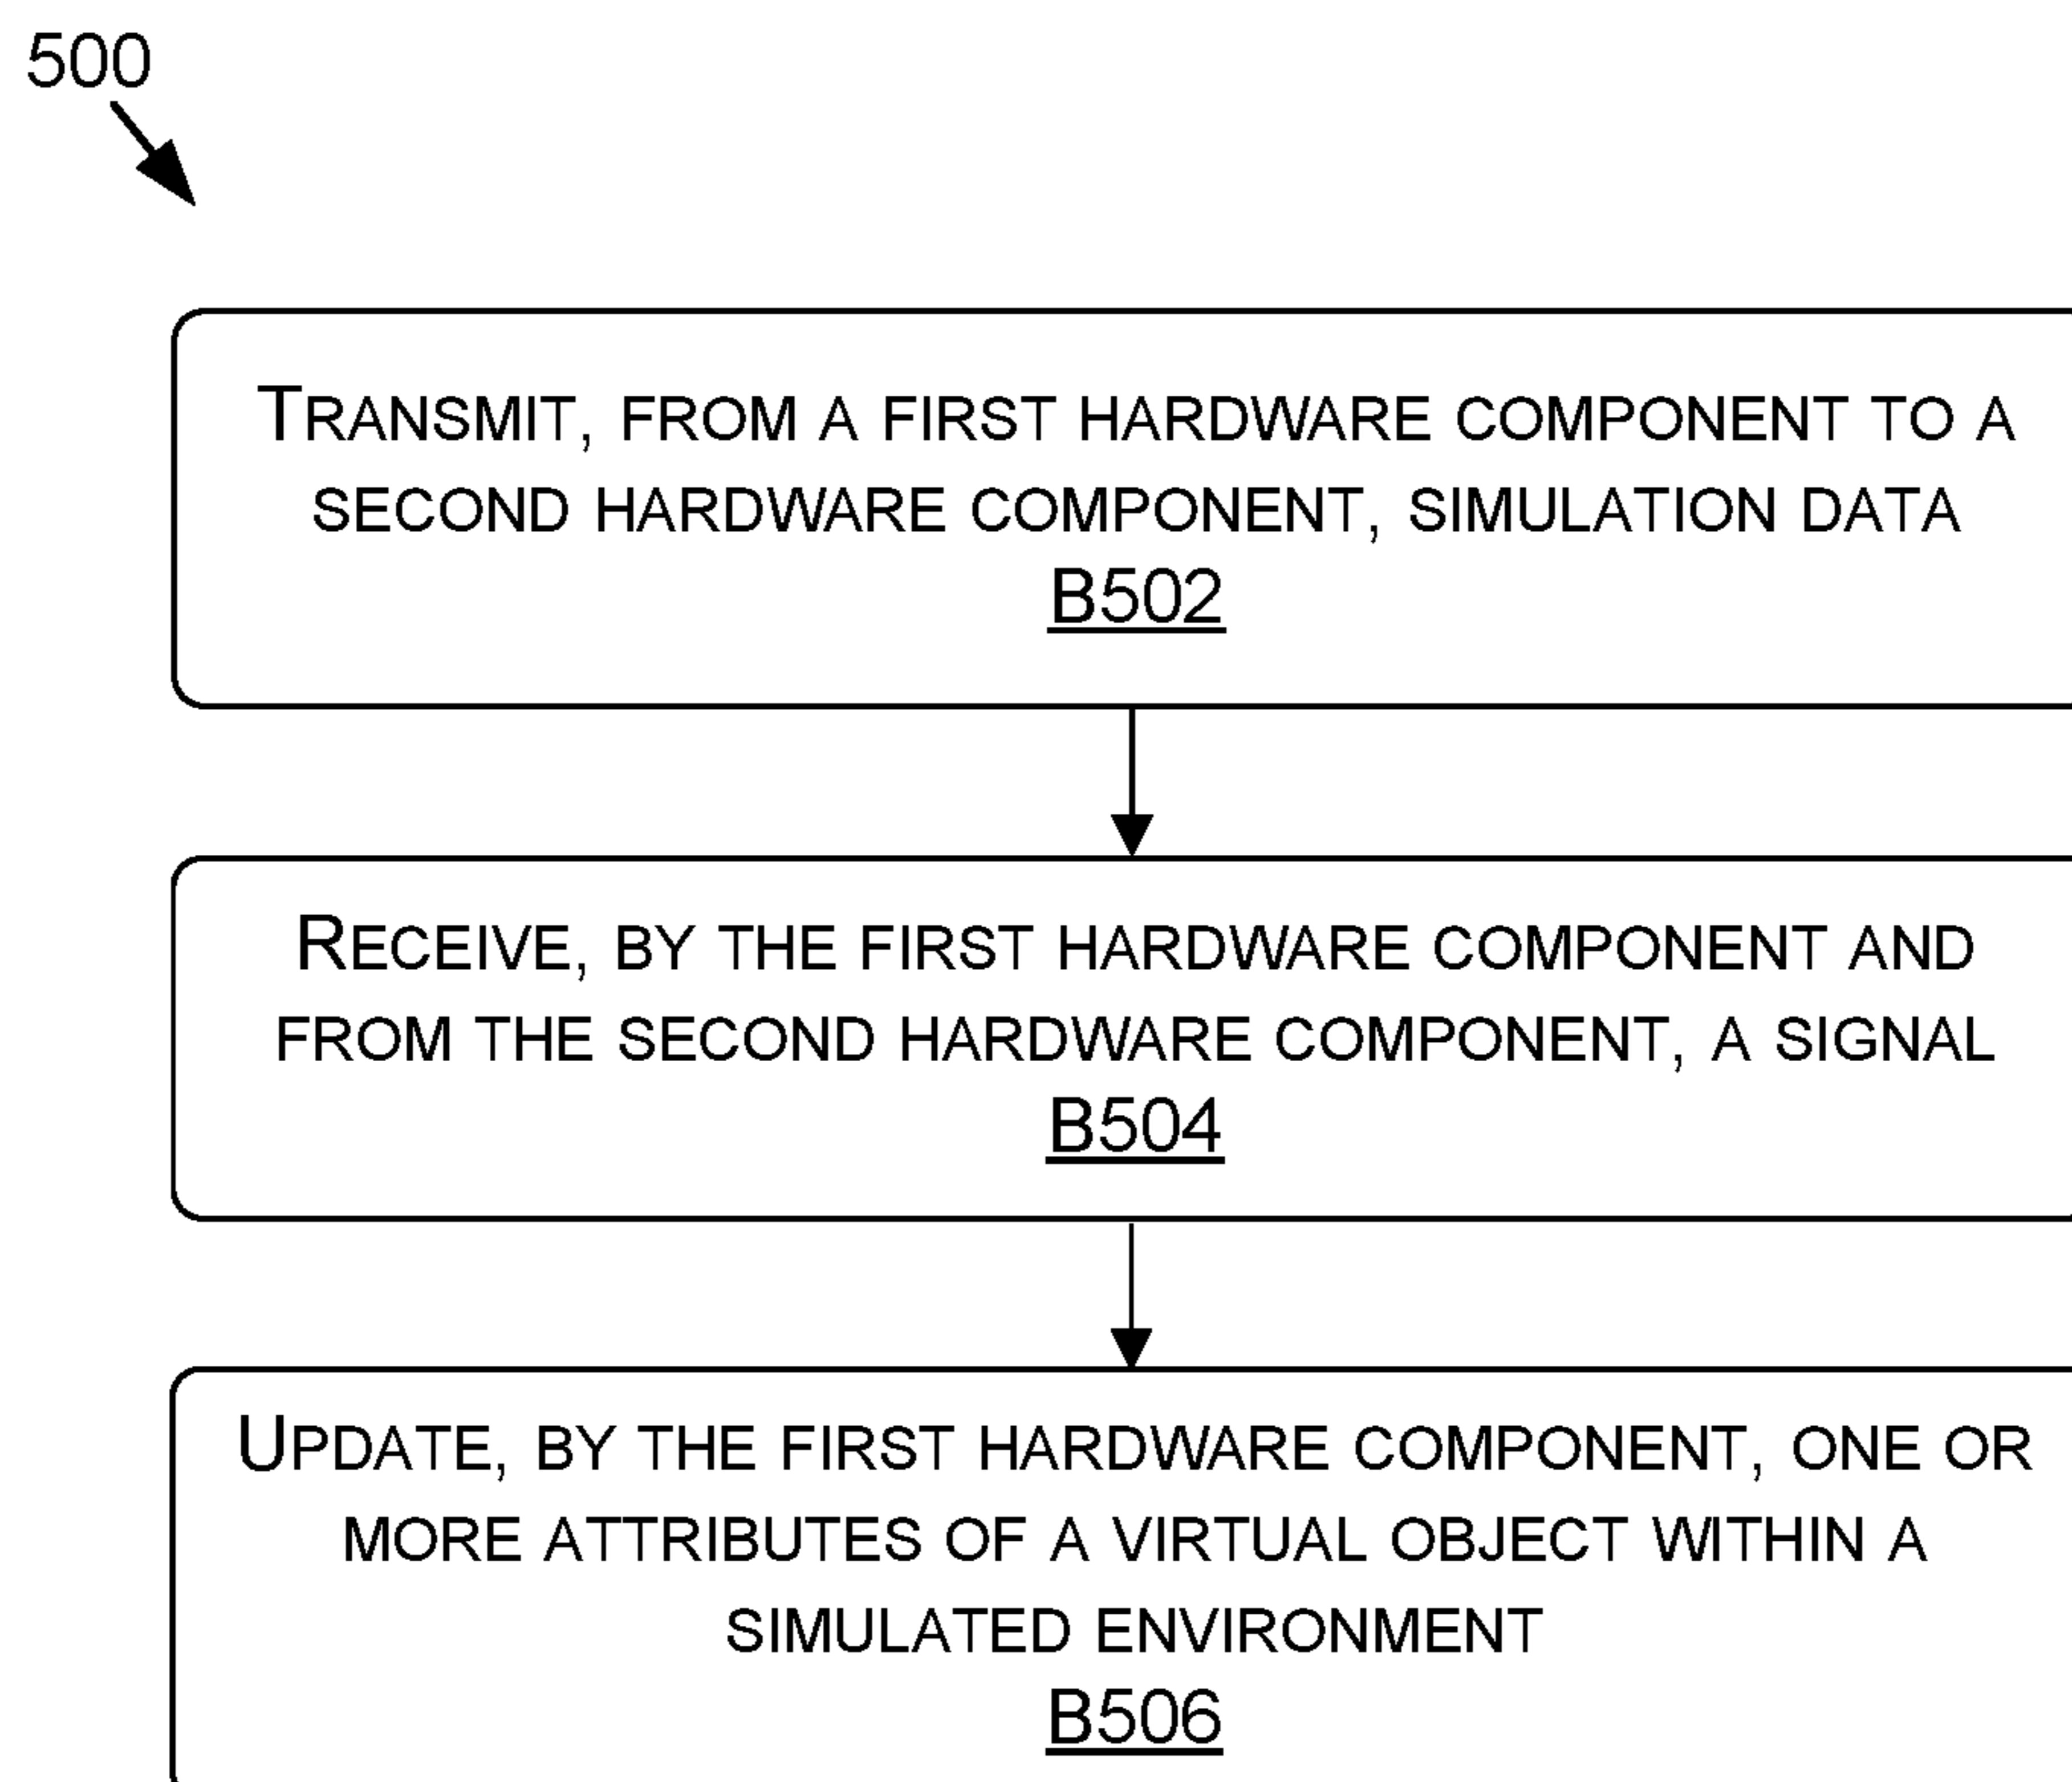 500
TRANSMIT, FROM A FIRST HARDWARE COMPONENT TO A
SECOND HARDWARE COMPONENT, SIMULATION DATA
B502
RECEIVE, BY THE FIRST HARDWARE COMPONENT AND
FROM THE SECOND HARDWARE COMPONENT, A SIGNAL
B504
UPDATE, BY THE FIRST HARDWARE COMPONENT, ONE OR
MORE ATTRIBUTES OF A VIRTUAL OBJECT WITHIN A
SIMULATED ENVIRONMENT
B506